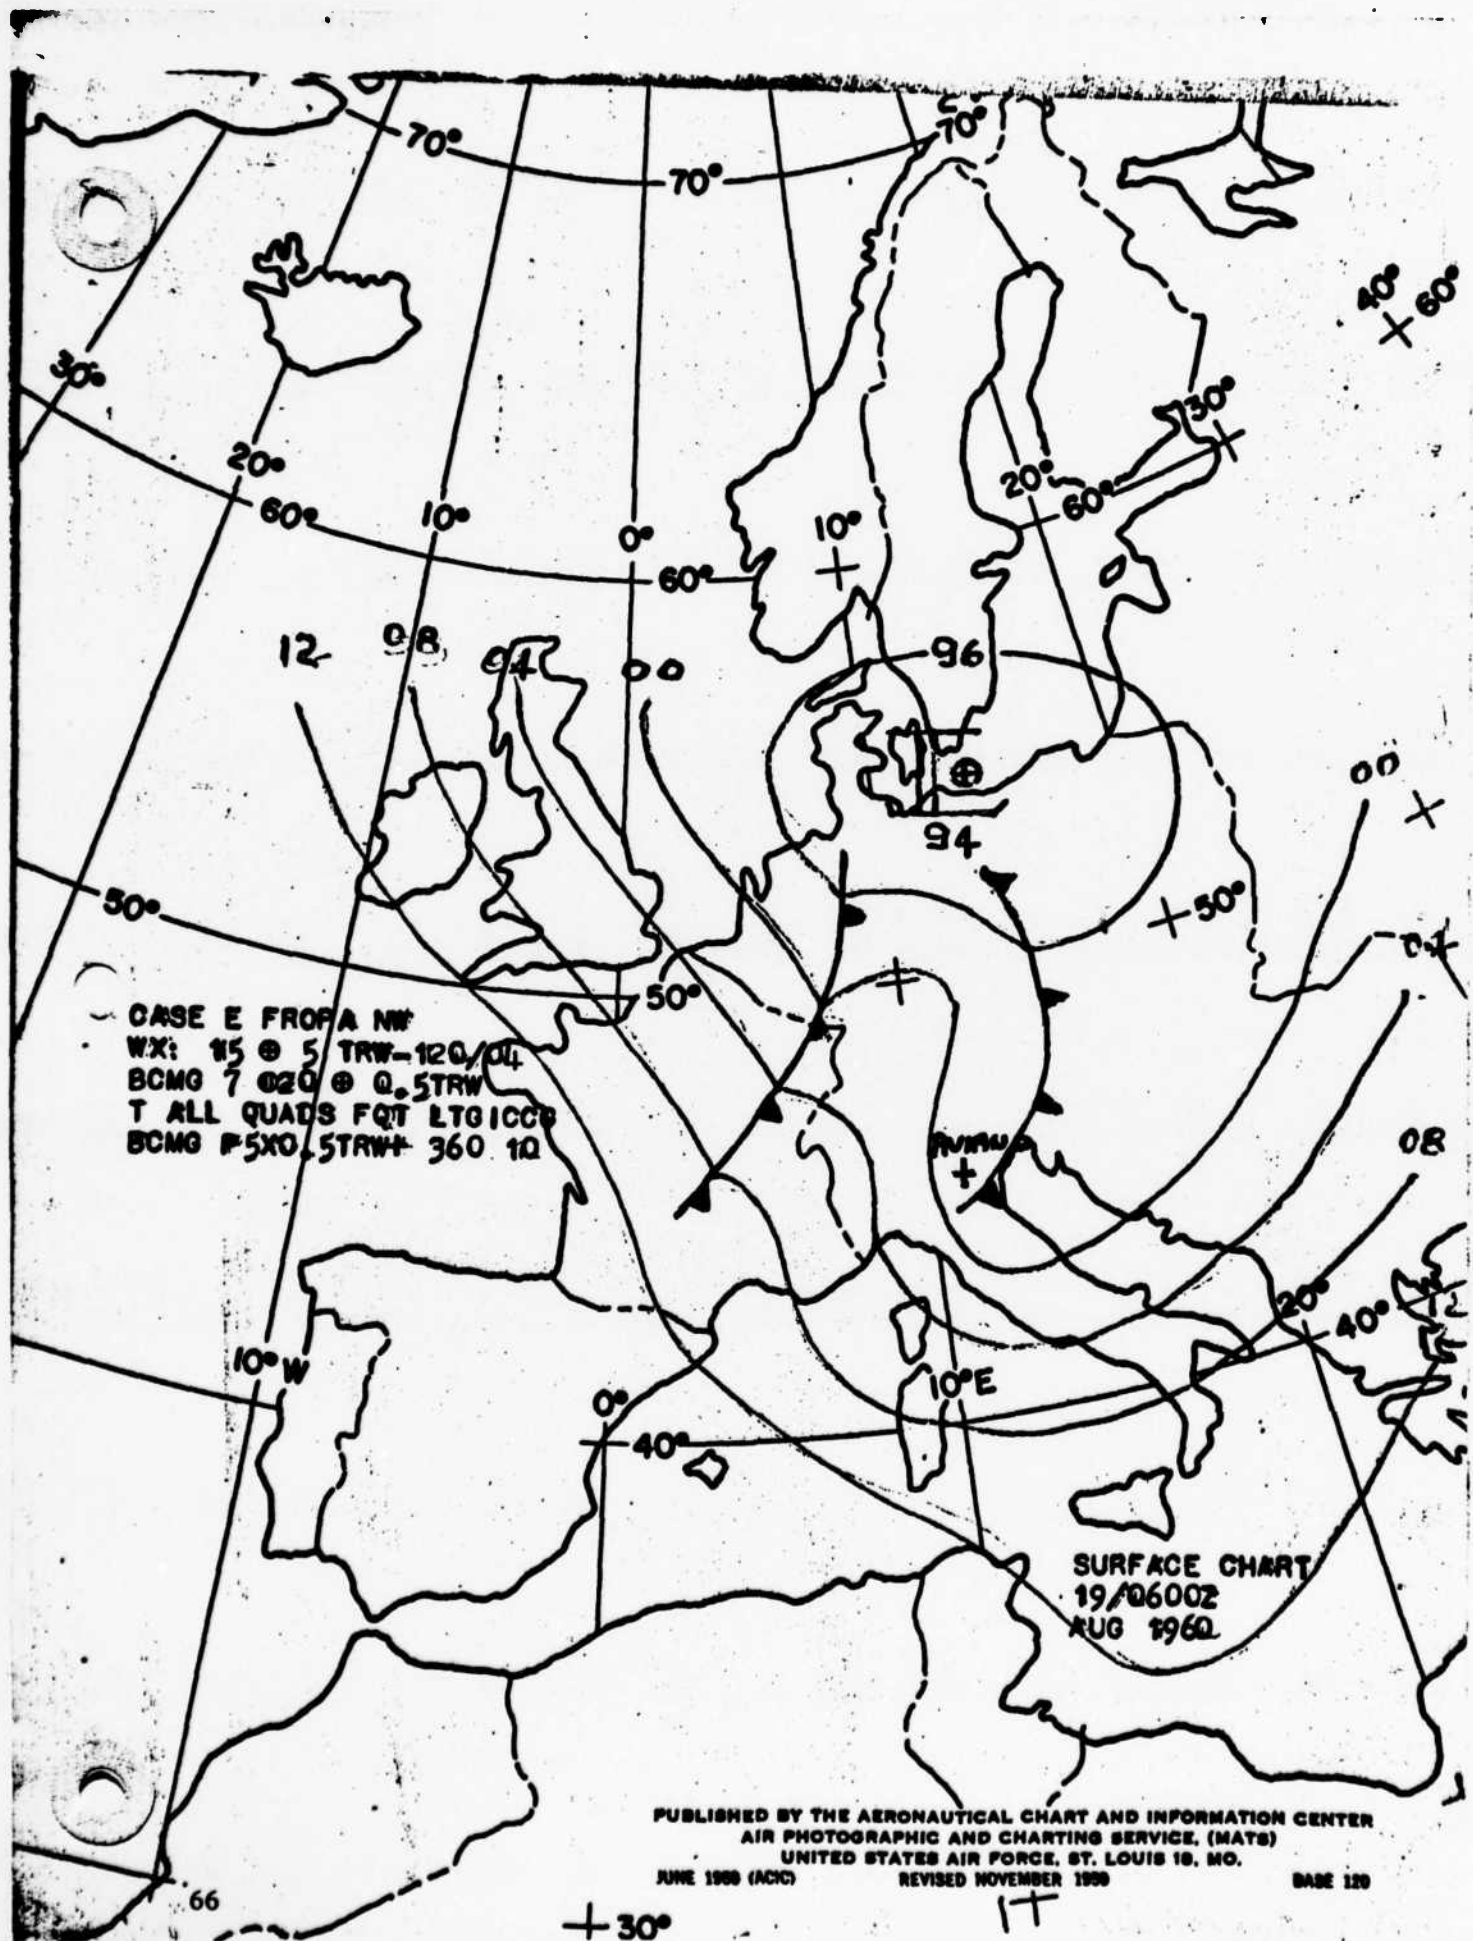 70°
70°
70°
40° 60°
30°
30°
20°
20°
60°
60°
10°
10°
0°
60°
12
08
04
00
96
00
94
50°
50°
50°
CASE E FROPA NW
WX: ⊕ 5 TRW-120/04
BCMG 7 ⊕ 0.5TRW
T ALL QUADS FQT LTGICCG
BCMG 5X0.5TRW+ 360 10
08
20°
40°
12
10°W
10°E
0°
40°
SURFACE CHART
19/0600Z
AUG 1960
PUBLISHED BY THE AERONAUTICAL CHART AND INFORMATION CENTER
AIR PHOTOGRAPHIC AND CHARTING SERVICE, (MATS)
UNITED STATES AIR FORCE, ST. LOUIS 18, MO.
JUNE (ACIC) REVISED NOVEMBER 1959 BASE 120
66
30°
IT